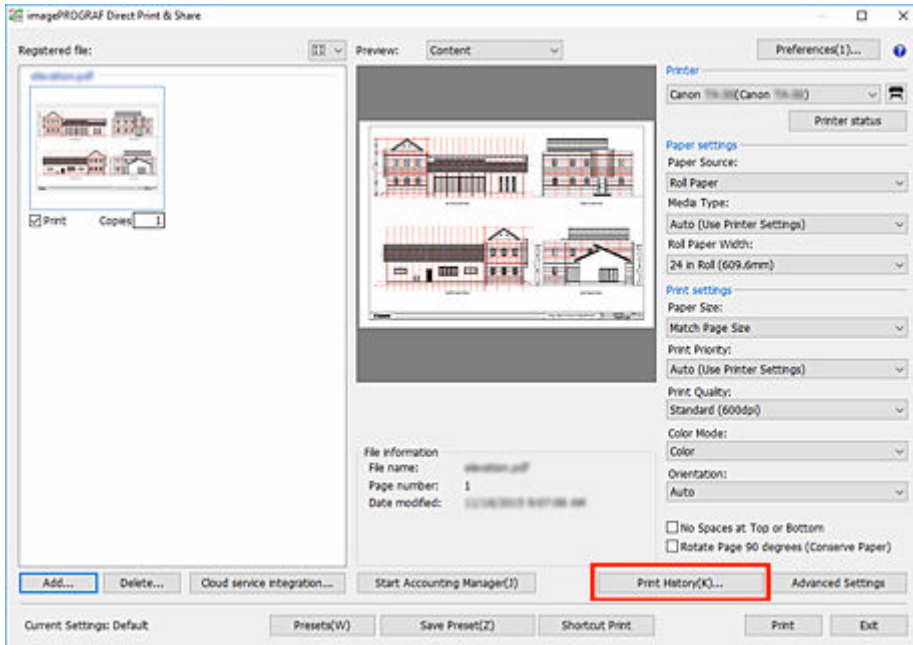 imagePROGRAF Direct Print & Share
Registered file:
Preview: Content
Preferences(1)...
Printer
Canon (Canon )
Printer status
Paper settings
Paper Source:
Roll Paper
Media Type:
Auto (Use Printer Settings)
Roll Paper Width:
24 in Roll (609.6mm)
Print settings
Paper Size:
Match Page Size
Print Priority:
Auto (Use Printer Settings)
Print Quality:
Standard (600dpi)
Color Mode:
Color
Orientation:
Auto
No Spaces at Top or Bottom
Rotate Page 90 degrees (Conserve Paper)
Print Copies 1
File information
File name:
Page number: 1
Date modified:
Add... Delete... Cloud service integration... Start Accounting Manager(J) Print History(K)... Advanced Settings
Current Settings: Default Presets(W) Save Preset(Z) Shortcut Print Print Exit